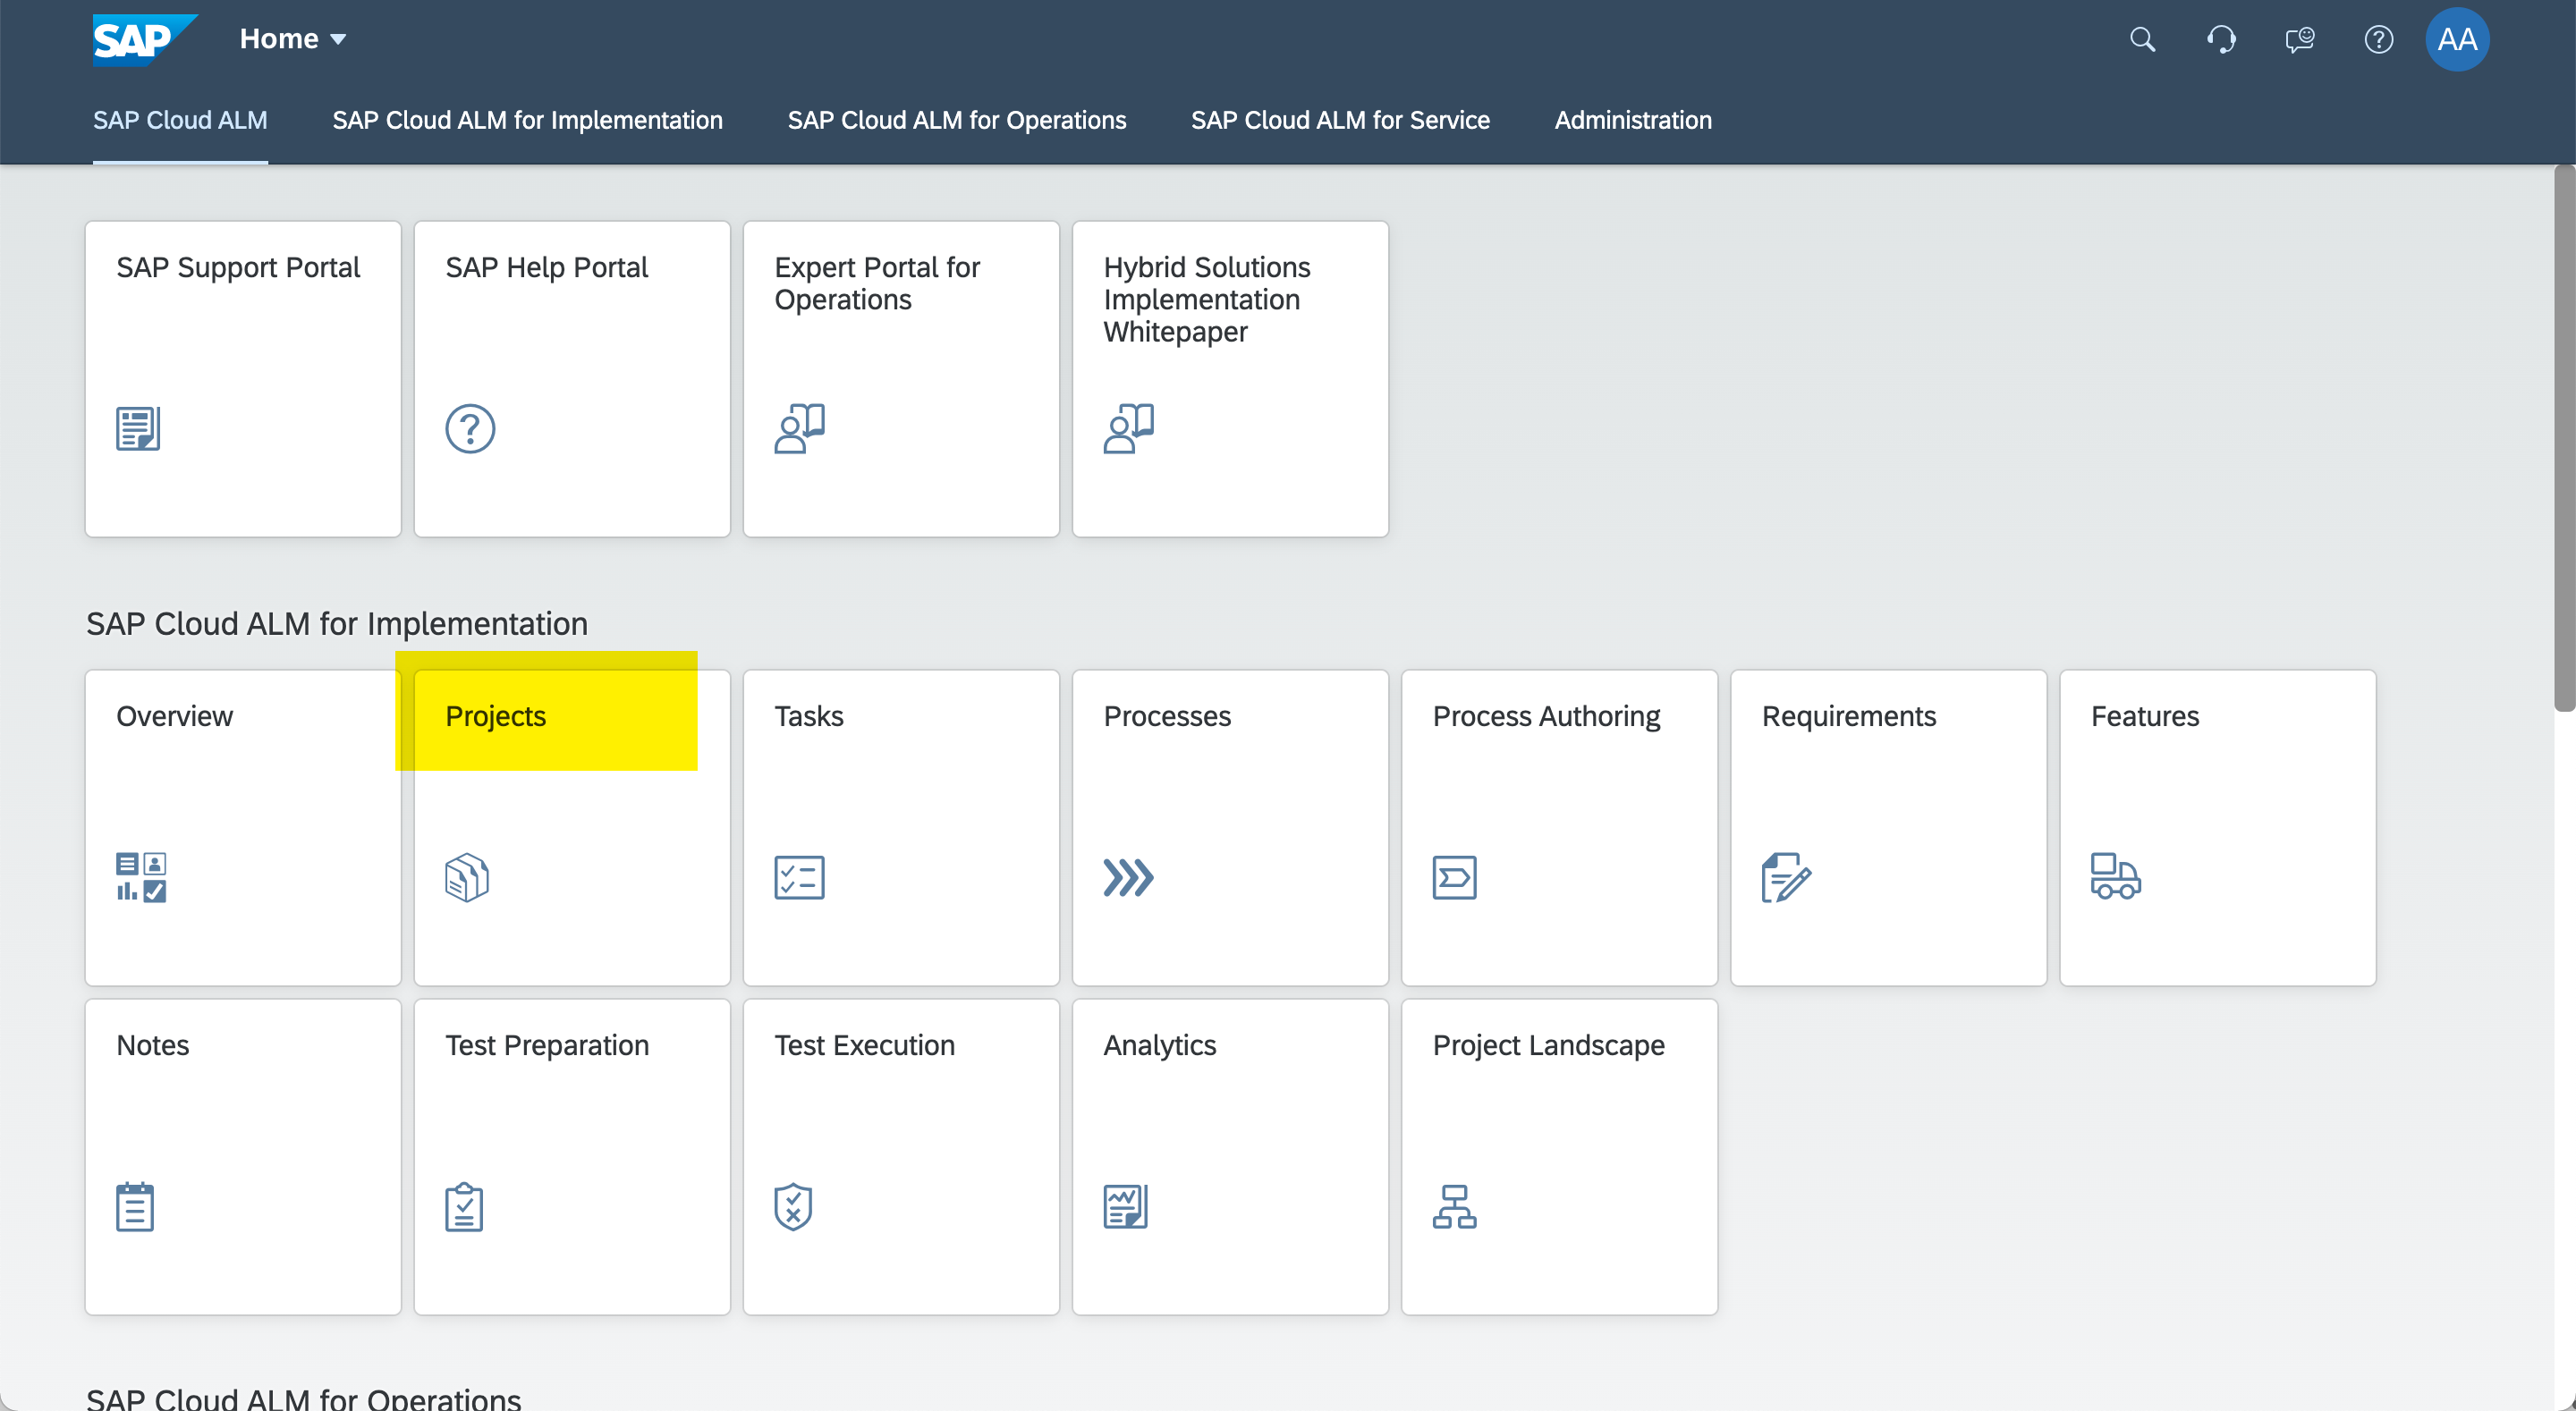 SAP Home
AA
SAP Cloud ALM SAP Cloud ALM for Implementation SAP Cloud ALM for Operations SAP Cloud ALM for Service Administration
SAP Support Portal
SAP Help Portal
Expert Portal for
Operations
Hybrid Solutions
Implementation
Whitepaper
SAP Cloud ALM for Implementation
Overview
Projects
Tasks
Processes
Process Authoring
Requirements
Features
Notes
Test Preparation
Test Execution
Analytics
Project Landscape
SAP Cloud ALM for Operations